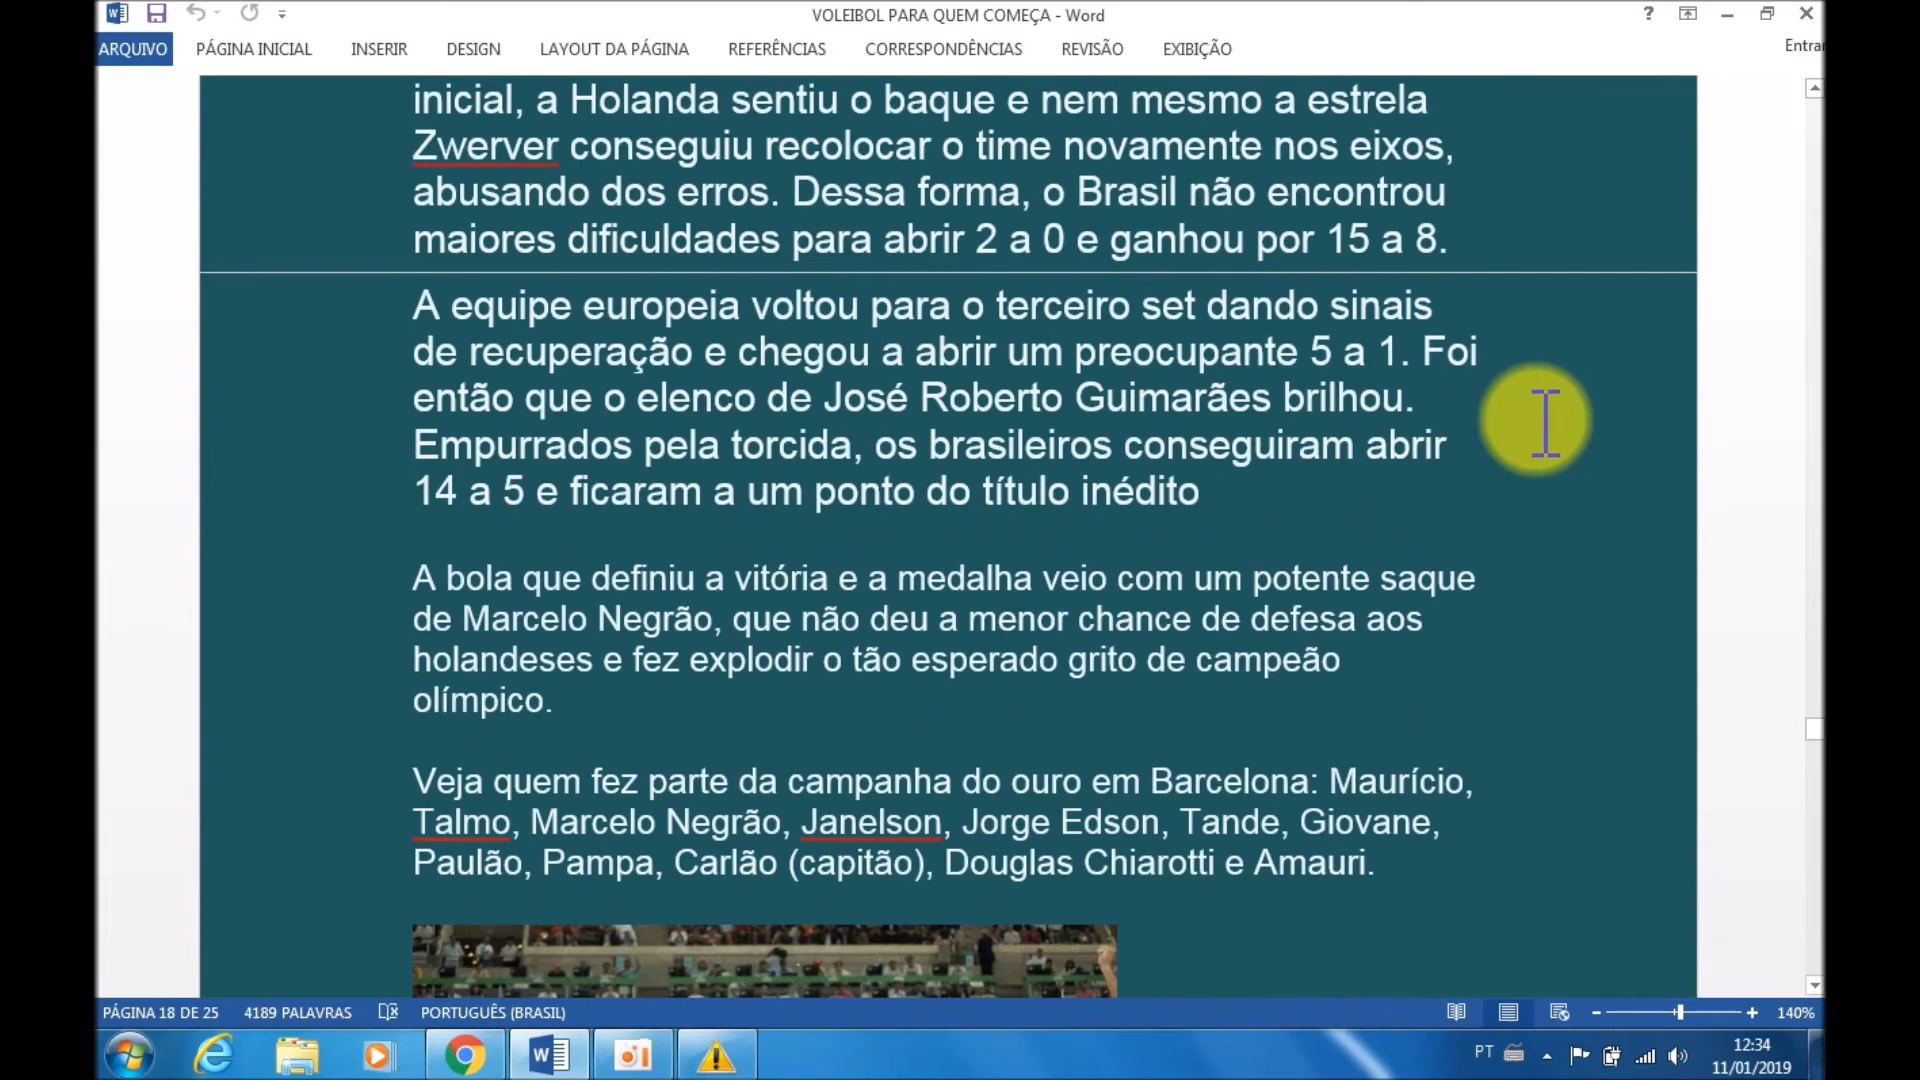 VOLEIBOL PARA QUEM COMEÇA - Word
?
ARQUIVO PÁGINA INICIAL INSERIR DESIGN LAYOUT DA PÁGINA REFERÊNCIAS CORRESPONDÊNCIAS REVISÃO EXIBIÇÃO Entrar
inicial, a Holanda sentiu o baque e nem mesmo a estrela
Zwerver conseguiu recolocar o time novamente nos eixos,
abusando dos erros. Dessa forma, o Brasil não encontrou
maiores dificuldades para abrir 2 a 0 e ganhou por 15 a 8.
A equipe europeia voltou para o terceiro set dando sinais
de recuperação e chegou a abrir um preocupante 5 a 1. Foi
então que o elenco de José Roberto Guimarães brilhou.
Empurrados pela torcida, os brasileiros conseguiram abrir
14 a 5 e ficaram a um ponto do título inédito
A bola que definiu a vitória e a medalha veio com um potente saque
de Marcelo Negrão, que não deu a menor chance de defesa aos
holandeses e fez explodir o tão esperado grito de campeão
olímpico.
Veja quem fez parte da campanha do ouro em Barcelona: Maurício,
Talmo, Marcelo Negrão, Janelson, Jorge Edson, Tande, Giovane,
Paulão, Pampa, Carlão (capitão), Douglas Chiarotti e Amauri.
PÁGINA 18 DE 25 4189 PALAVRAS PORTUGUÊS (BRASIL) 140%
PT 12:34
11/01/2019